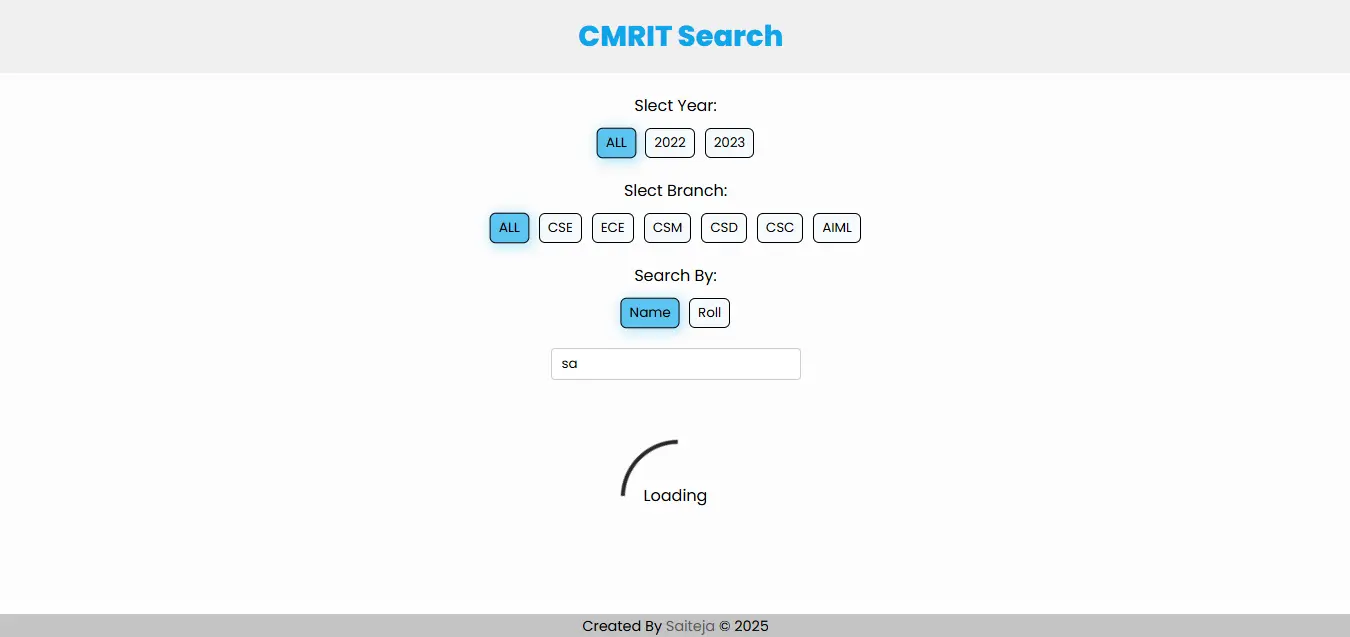 CMRIT Search
Slect Year:
ALL 2022 2023
Slect Branch:
ALL CSE ECE CSM CSD CSC AIML
Search By:
Name Roll
sa
Loading
Created By Saiteja © 2025